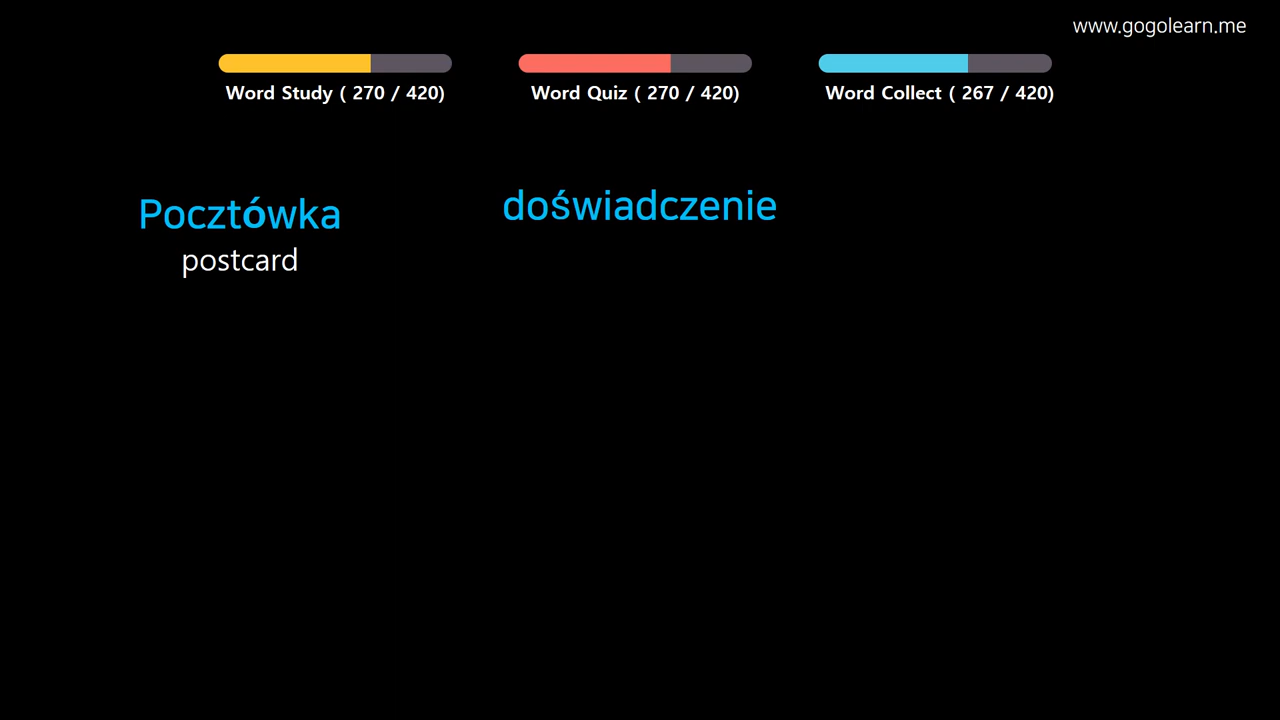 www.gogolearn.me
Word Study ( 270 / 420)
Word Quiz ( 270 / 420)
Word Collect ( 267 / 420)
Pocztówka
postcard
doświadczenie